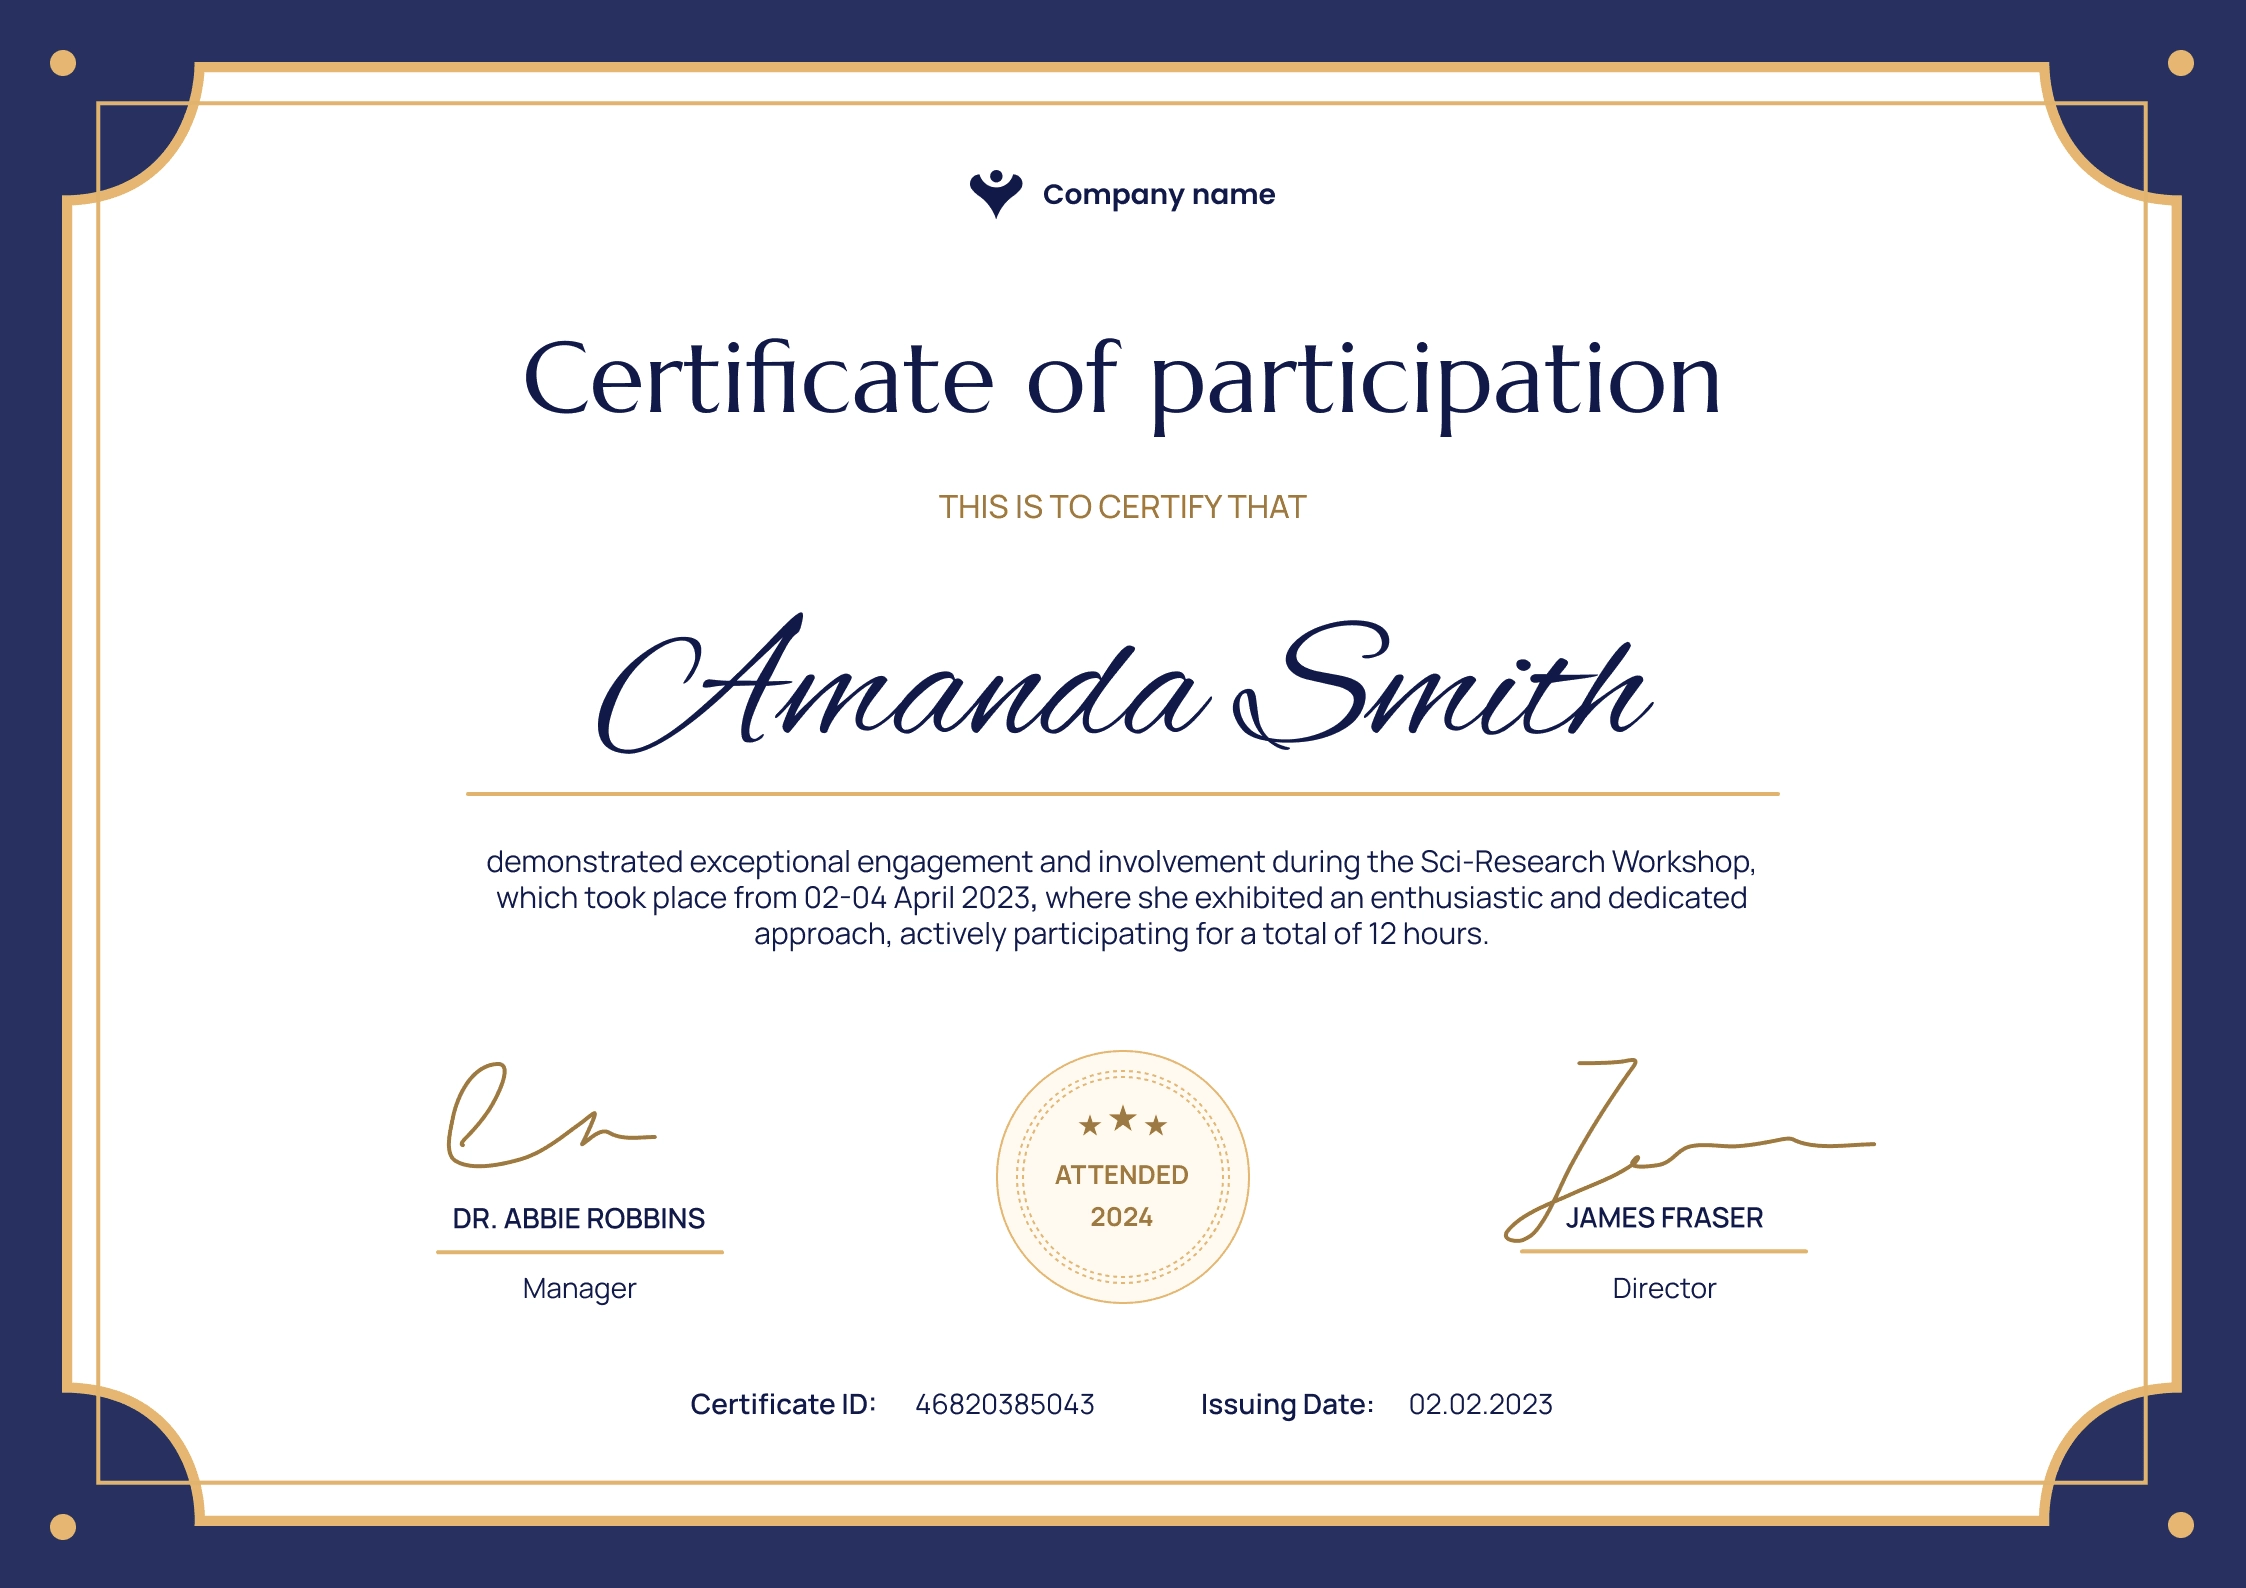 Company name
Certificate of participation
THIS IS TO CERTIFY THAT
Amanda Smith
demonstrated exceptional engagement and involvement during the Sci-Research Workshop,
which took place from 02-04 April 2023, where she exhibited an enthusiastic and dedicated
approach, actively participating for a total of 12 hours.
DR. ABBIE ROBBINS
Manager
ATTENDED
2024
JAMES FRASER
Director
Certificate ID: 46820385043 Issuing Date: 02.02.2023